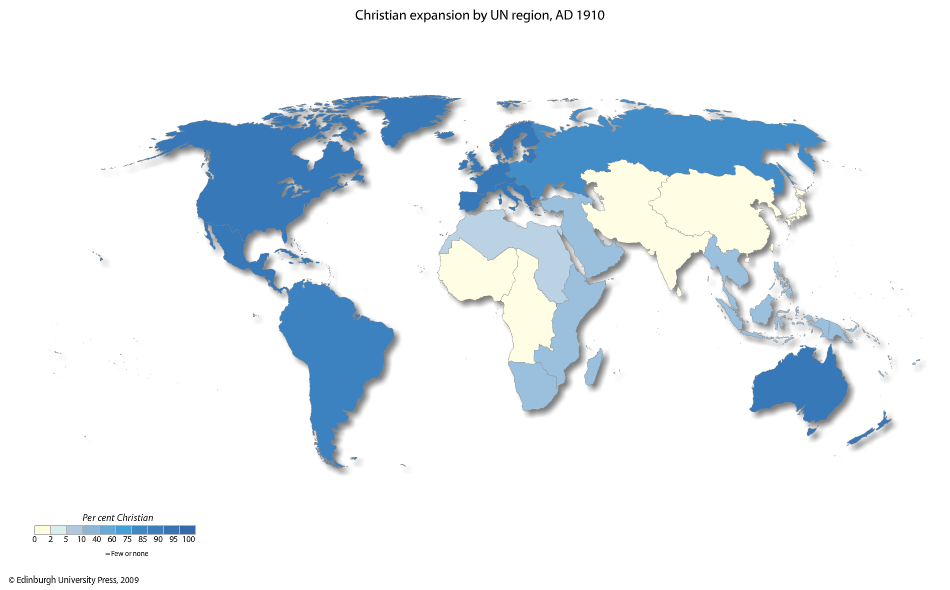 Christian expansion by UN region, AD 1910
Per cent Christian
0 2 5 10 40 60 75 85 90 95 100
= Few or none
© Edinburgh University Press, 2009